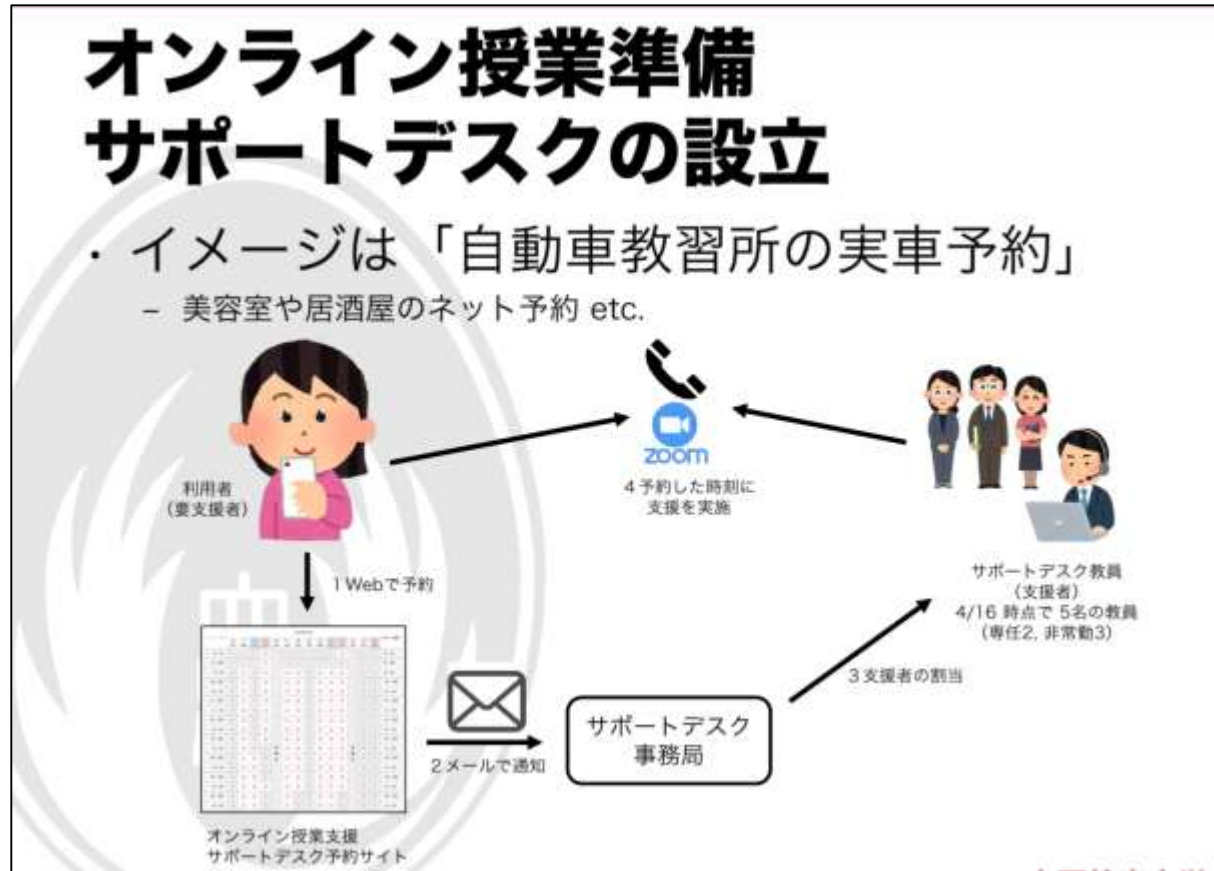 オンライン授業準備
サポートデスクの設立
・イメージは「自動車教習所の実車予約」
– 美容室や居酒屋のネット予約 etc.
利用者
（要支援者）
zoom
4 予約した時刻に
支援を実施
1 Webで予約
サポートデスク教員
（支援者）
4/16 時点で 5名の教員
（専任2, 非常勤3）
3 支援者の割当
2 メールで通知
サポートデスク
事務局
オンライン授業支援
サポートデスク予約サイト